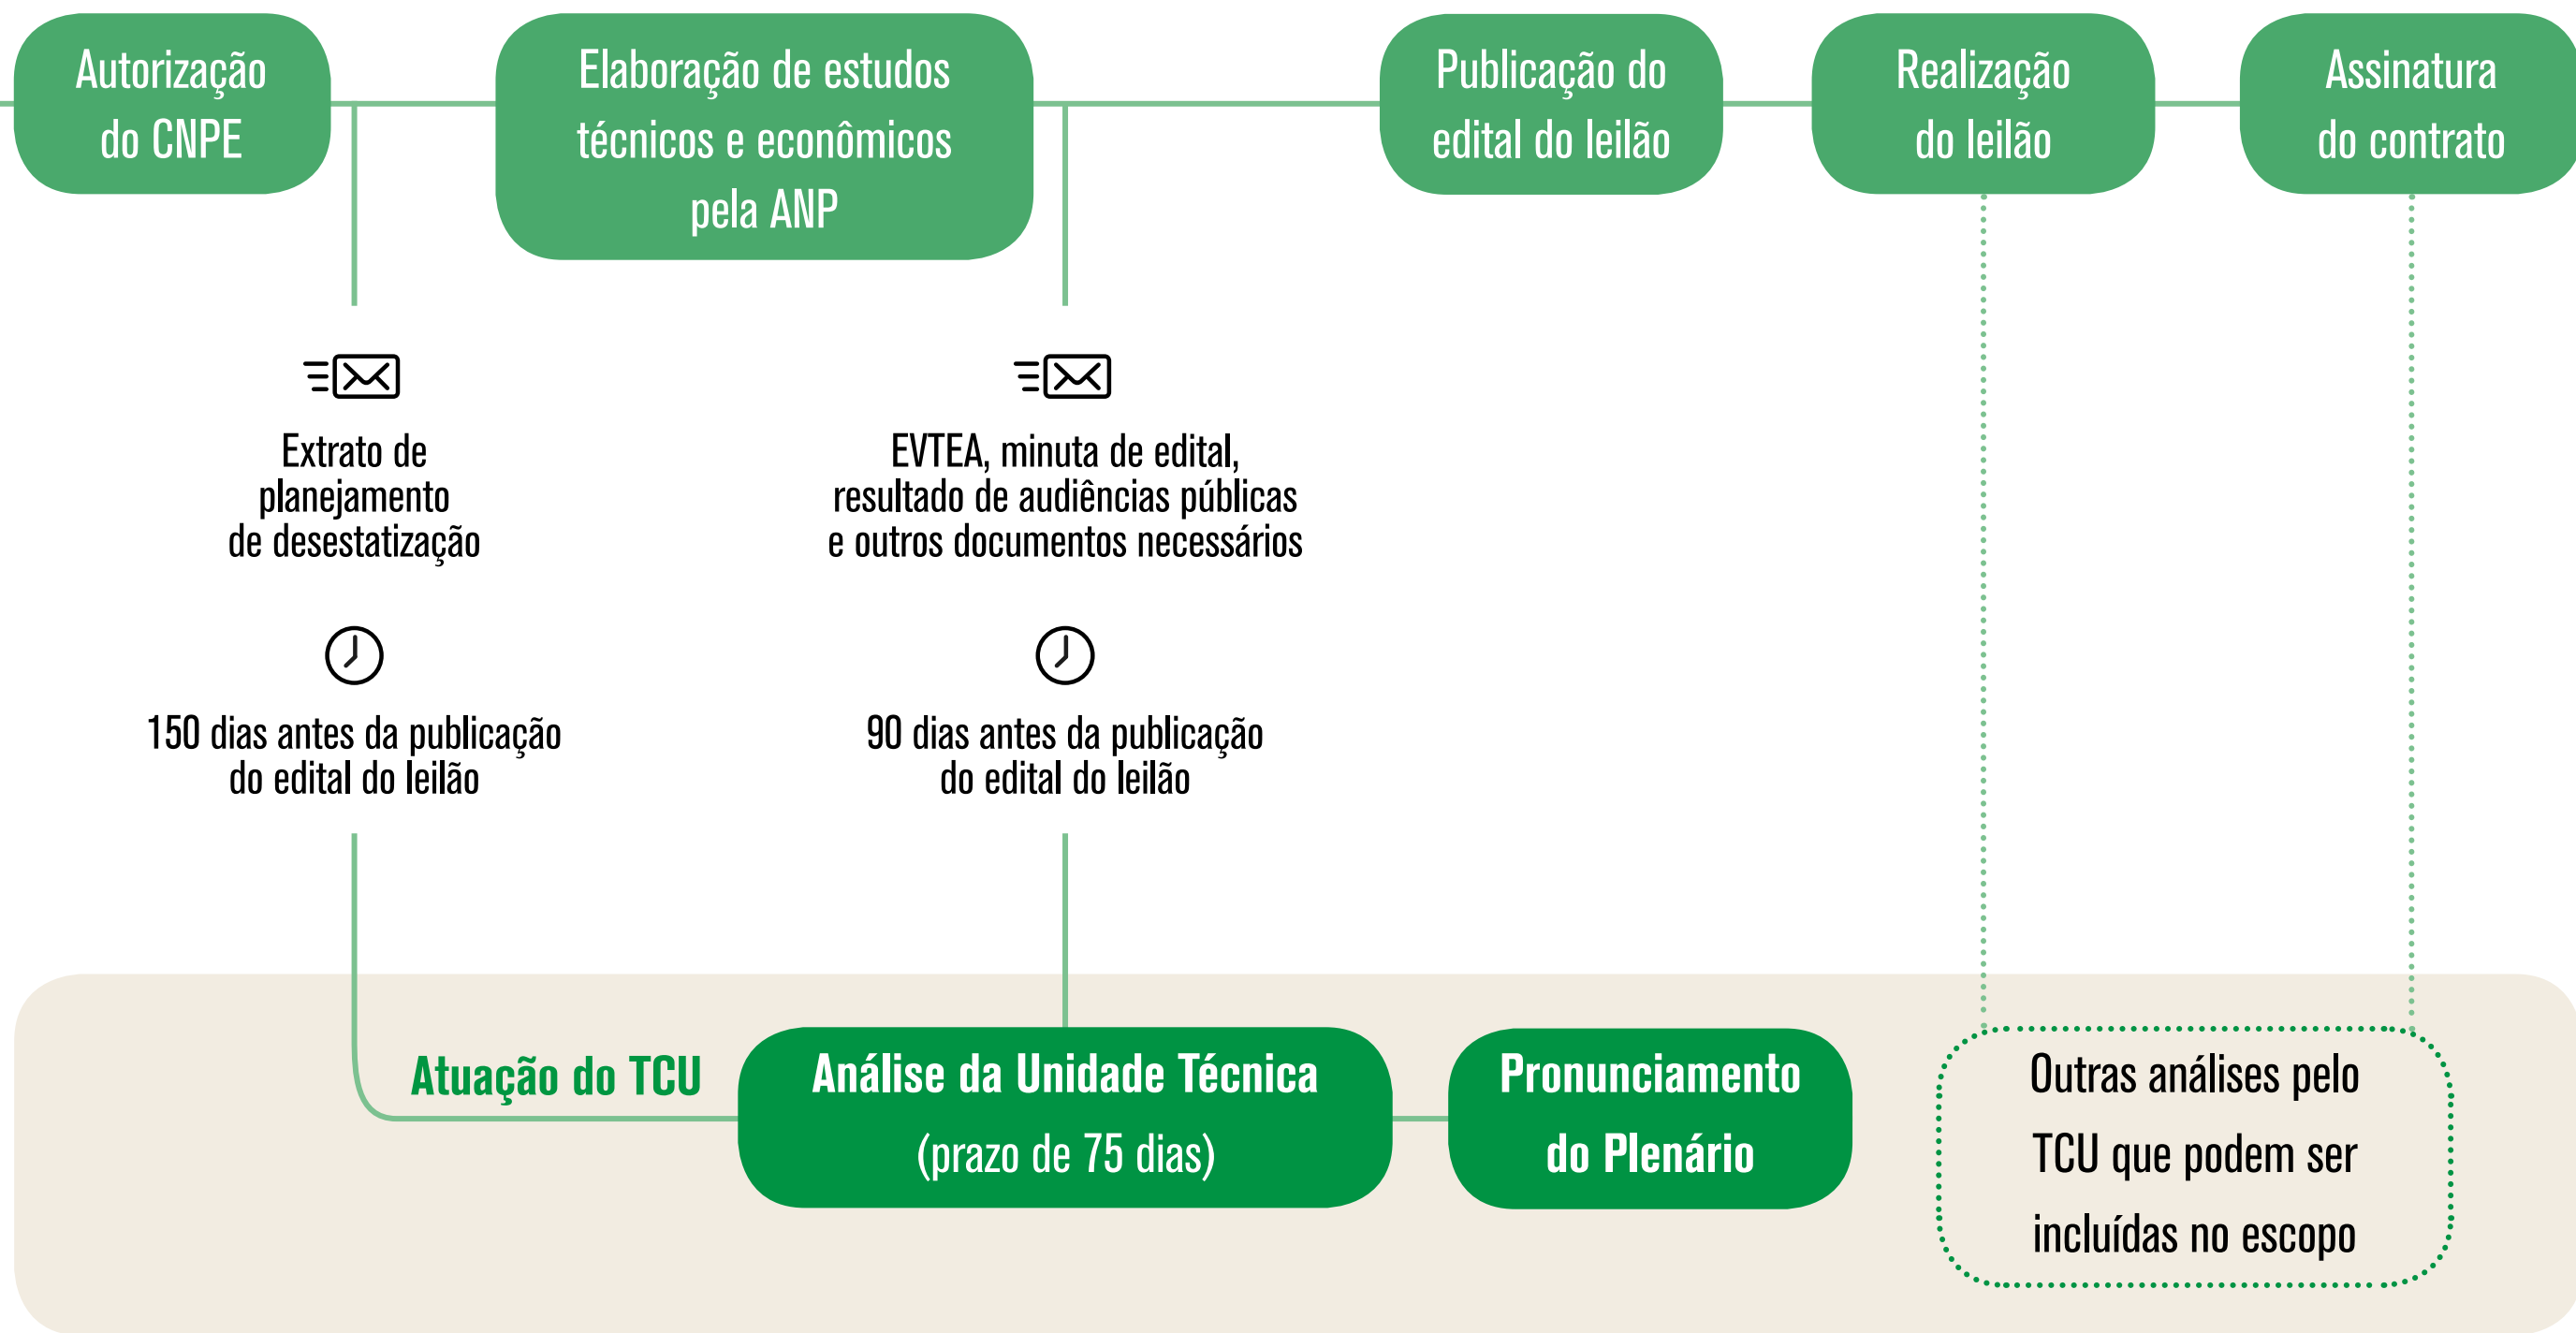 Autorização
do CNPE
Elaboração de estudos
técnicos e econômicos
pela ANP
Publicação do
edital do leilão
Realização
do leilão
Assinatura
do contrato
Extrato de
planejamento
de desestatização
EVTEA, minuta de edital,
resultado de audiências públicas
e outros documentos necessários
150 dias antes da publicação
do edital do leilão
90 dias antes da publicação
do edital do leilão
Atuação do TCU
Análise da Unidade Técnica
(prazo de 75 dias)
Pronunciamento
do Plenário
Outras análises pelo
TCU que podem ser
incluídas no escopo